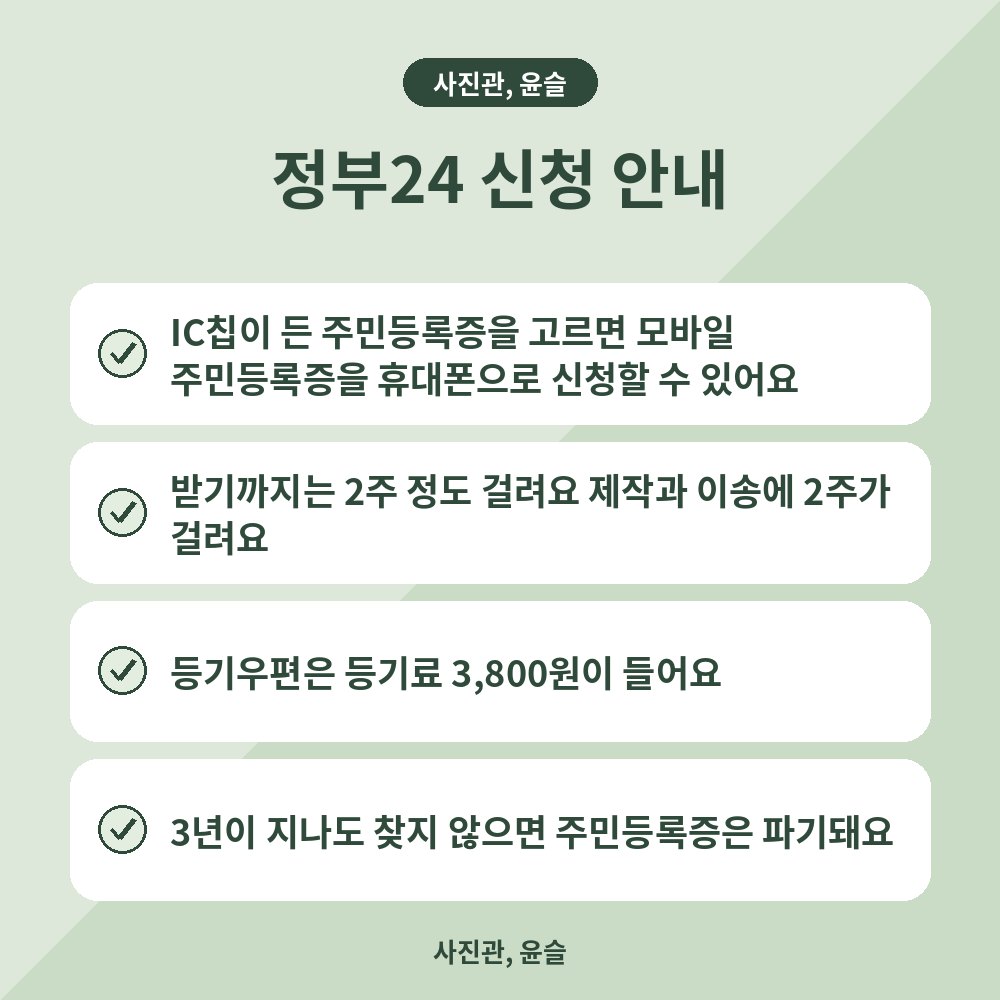 사진관, 윤슬
정부24 신청 안내
IC칩이 든 주민등록증을 고르면 모바일
주민등록증을 휴대폰으로 신청할 수 있어요
받기까지는 2주 정도 걸려요 제작과 이송에 2주가
걸려요
등기우편은 등기료 3,800원이 들어요
3년이 지나도 찾지 않으면 주민등록증은 파기돼요
사진관, 윤슬